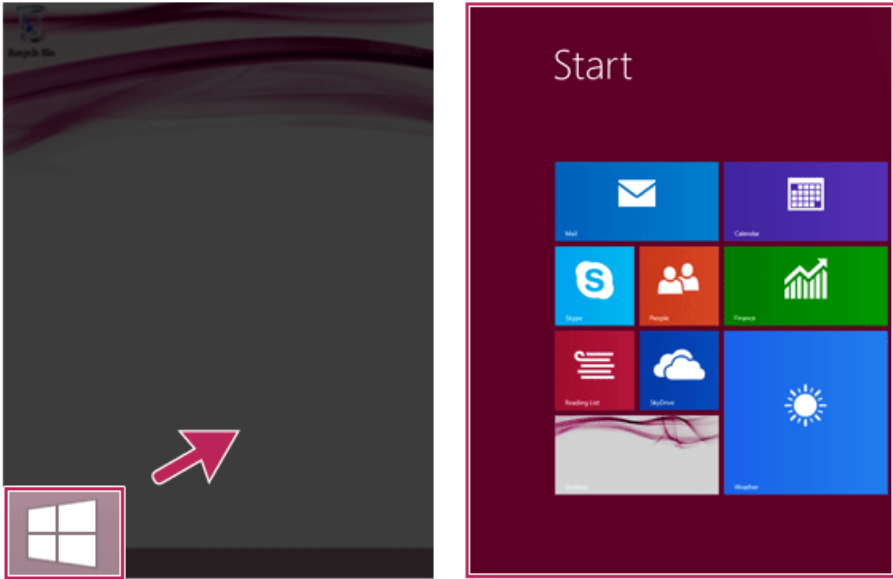 Recycle Bin
Start
Mail
Calendar
Skype
People
Finance
Reading List
SkyDrive
Desktop
Weather